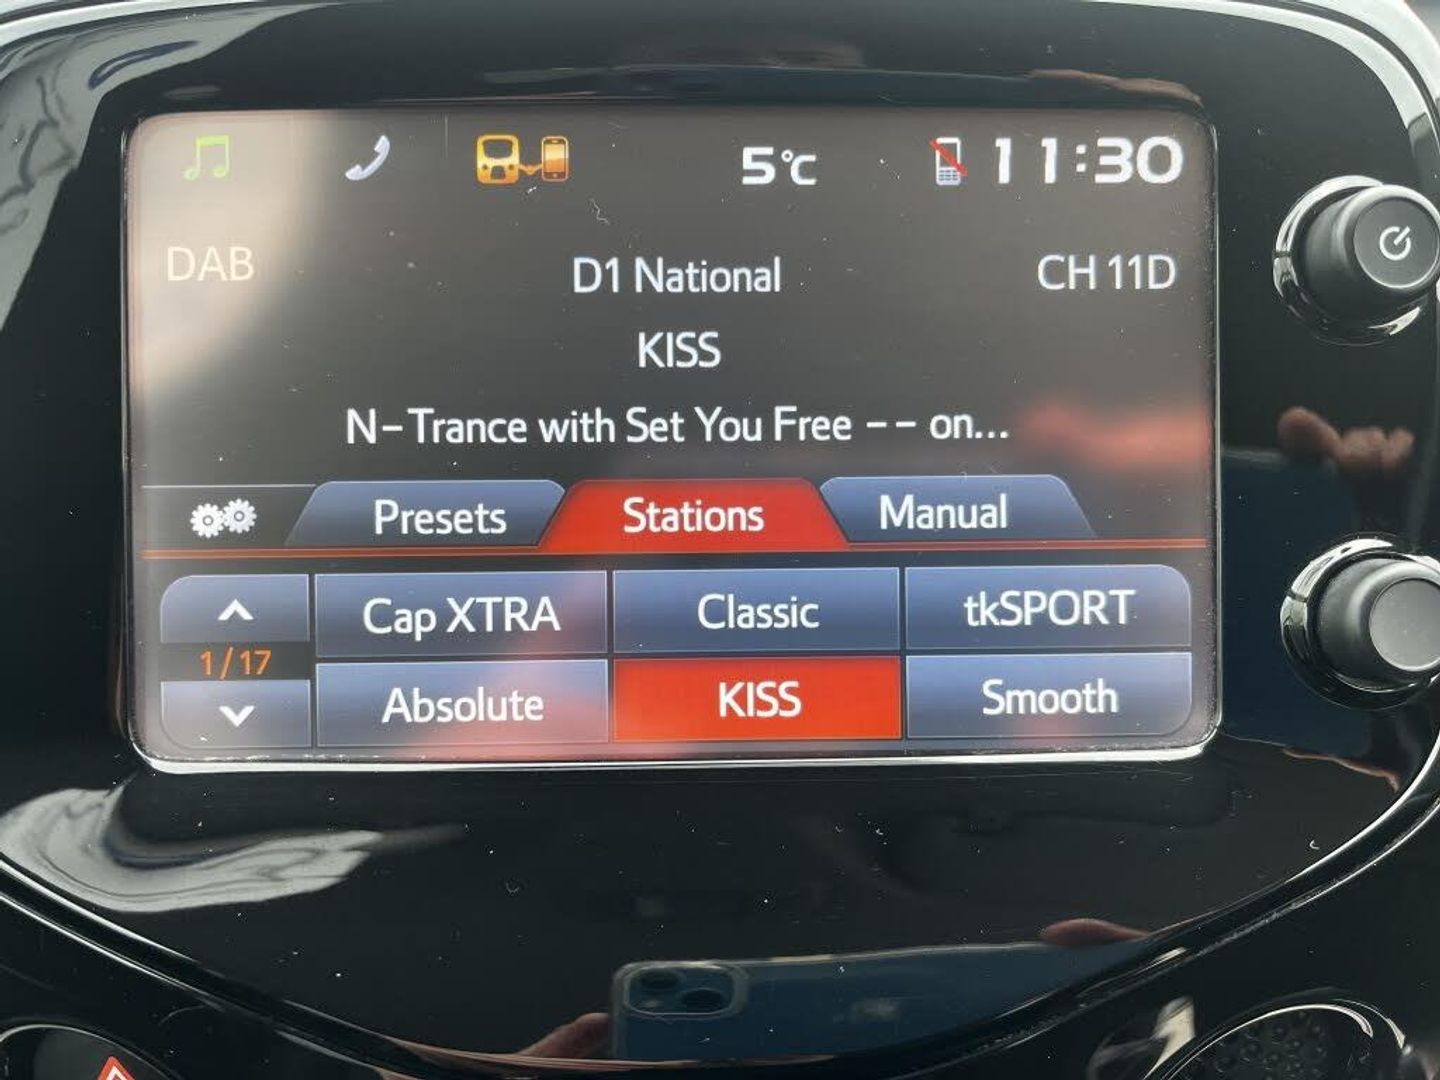 5°C 11:30
DAB D1 National CH 11D
KISS
N-Trance with Set You Free -- on...
Presets Stations Manual
Cap XTRA Classic tkSPORT
1/17
Absolute KISS Smooth